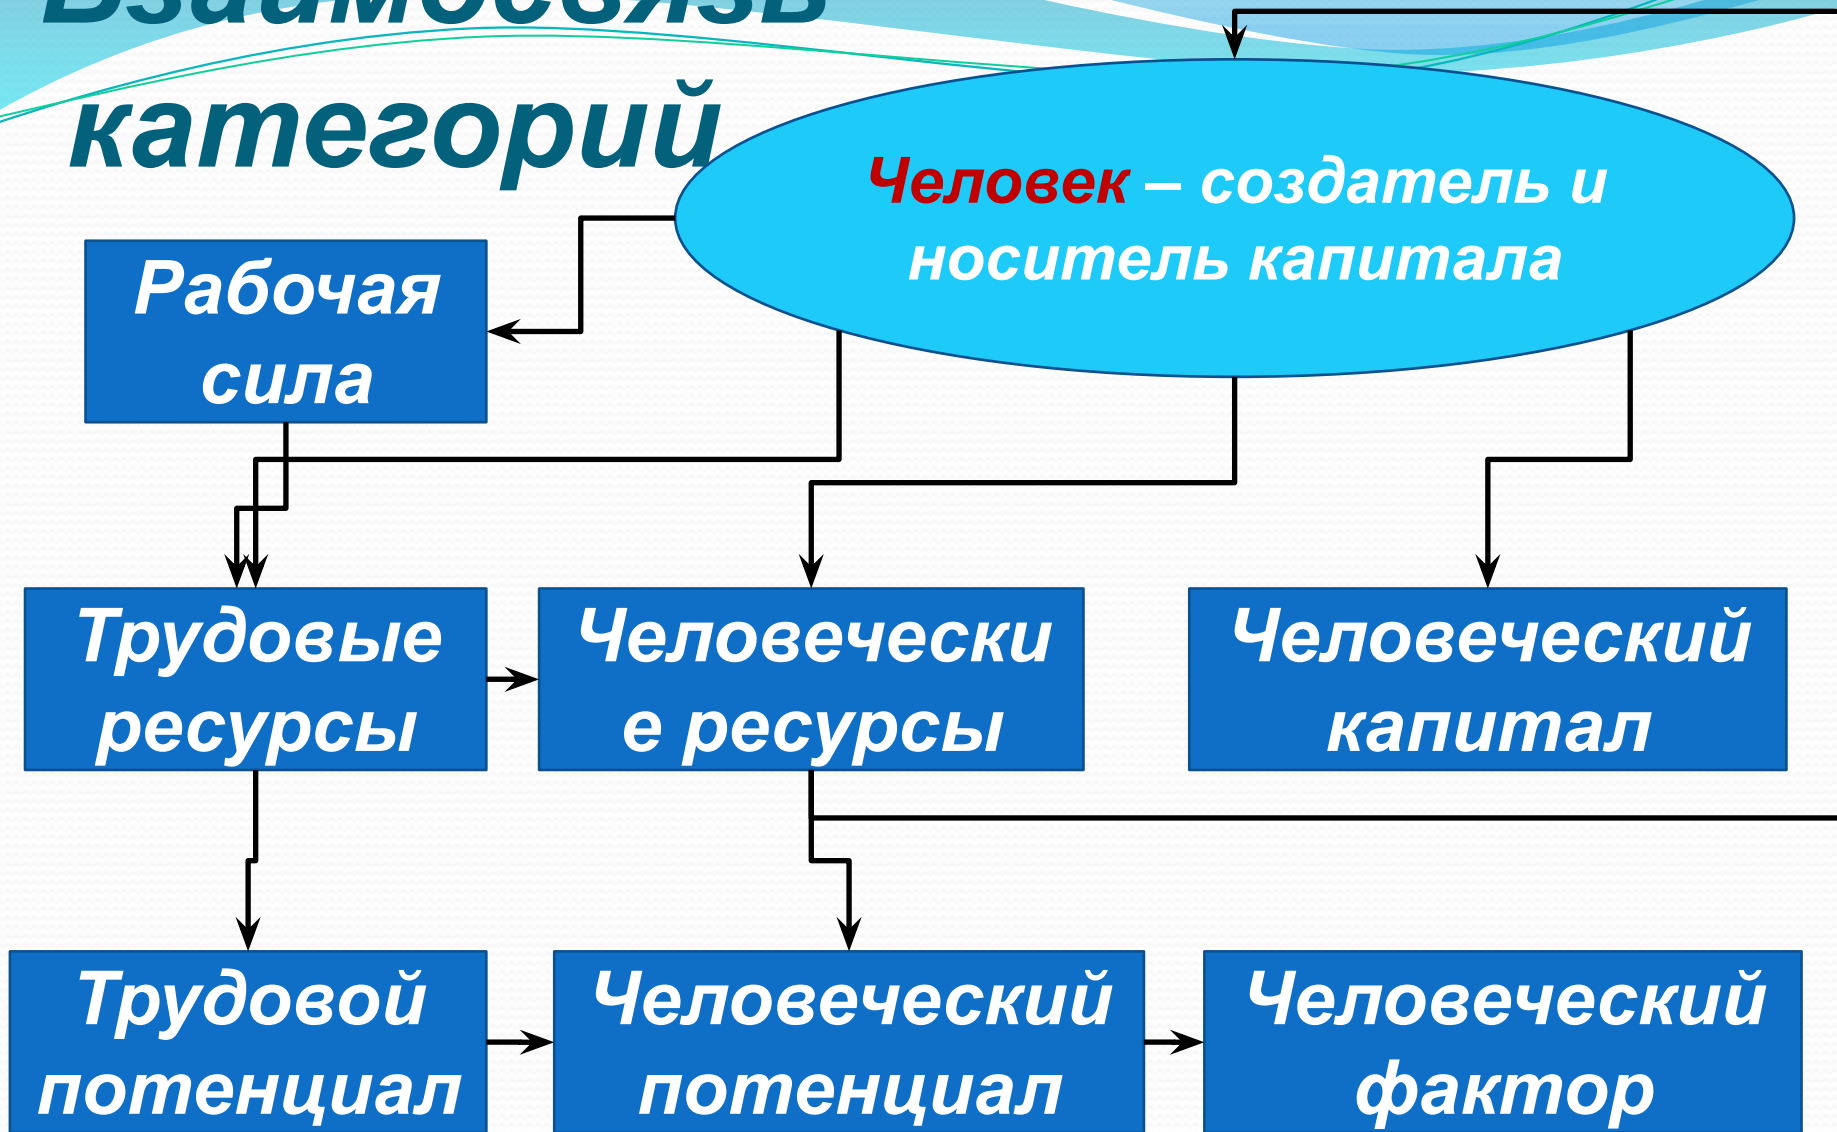 Взаимосвязь
категорий
Человек – создатель и
носитель капитала
Рабочая
сила
Трудовые
ресурсы
Человечески
е ресурсы
Человеческий
капитал
Трудовой
потенциал
Человеческий
потенциал
Человеческий
фактор